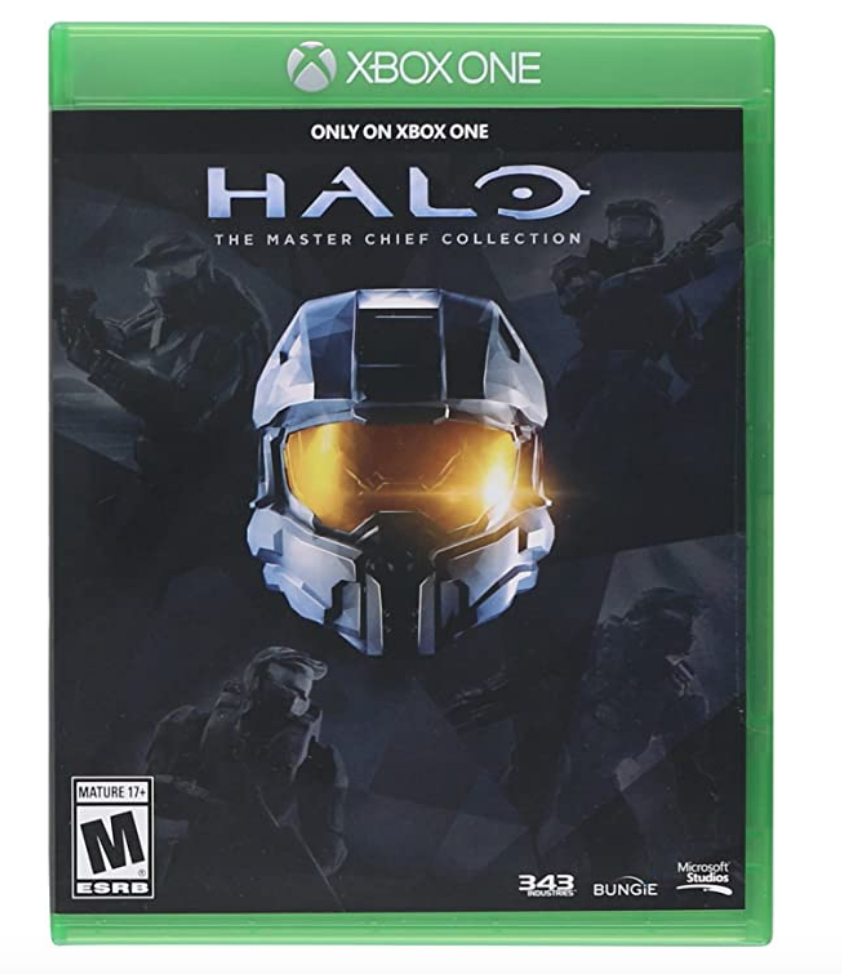 XBOX ONE
ONLY ON XBOX ONE
HALO
THE MASTER CHIEF COLLECTION
MATURE 17+
M
ESRB
343
INDUSTRIES
BUNGIE
Microsoft
Studios